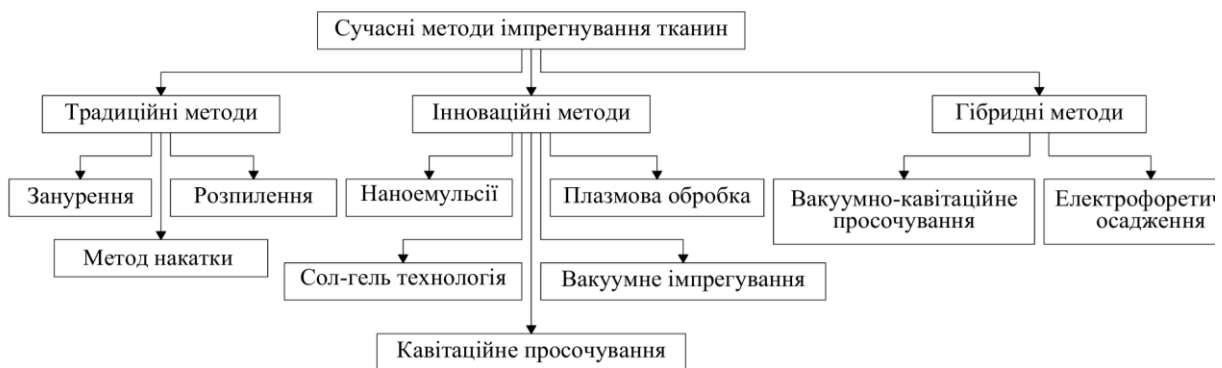 Сучасні методи імпрегнування тканин
Традиційні методи
Інноваційні методи
Гібридні методи
Занурення
Розпилення
Наноемульсії
Плазмова обробка
Вакуумно-кавітаційне
просочування
Електрофоретич
осадження
Метод накатки
Сол-гель технологія
Вакуумне імпрегування
Кавітаційне просочування